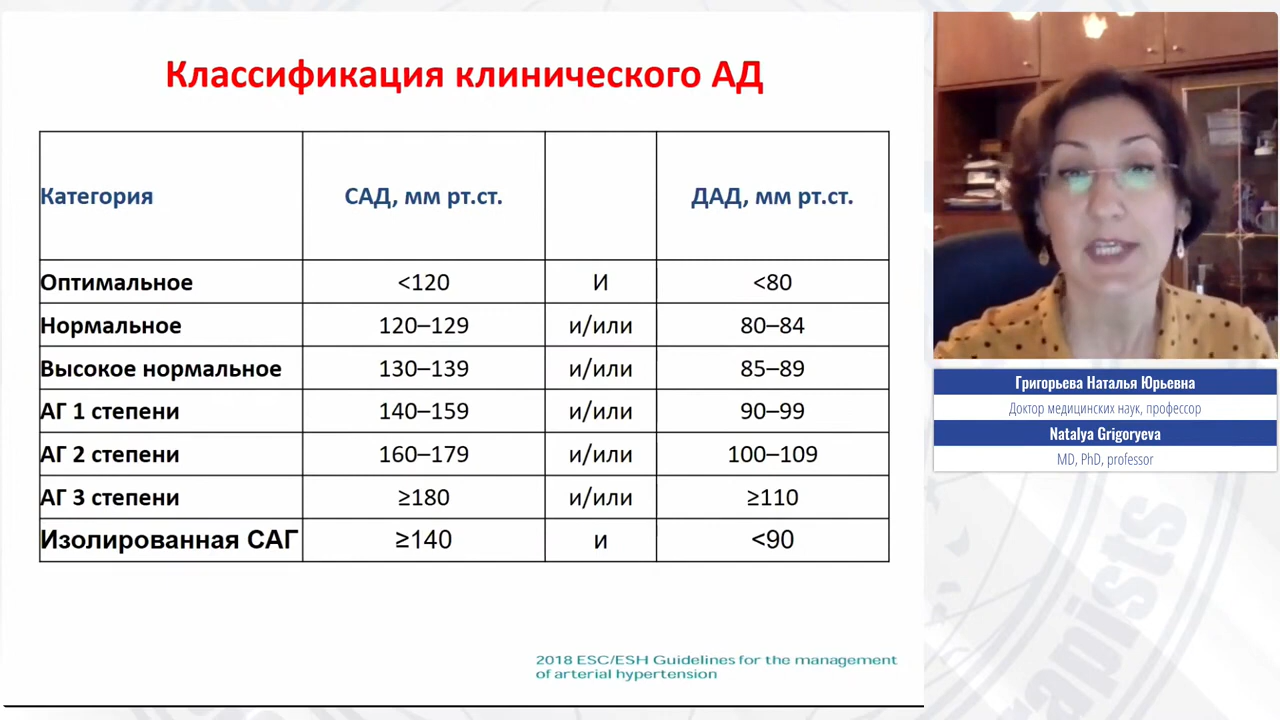 Классификация клинического АД
Категория САД, мм рт.ст. ДАД, мм рт.ст.
Оптимальное <120 И <80
Нормальное 120–129 и/или 80–84
Высокое нормальное 130–139 и/или 85–89
АГ 1 степени 140–159 и/или 90–99
АГ 2 степени 160–179 и/или 100–109
АГ 3 степени ≥180 и/или ≥110
Изолированная САГ ≥140 и <90
2018 ESC/ESH Guidelines for the management
of arterial hypertension
Григорьева Наталья Юрьевна
Доктор медицинских наук, профессор
Natalya Grigoryeva
MD, PhD, professor